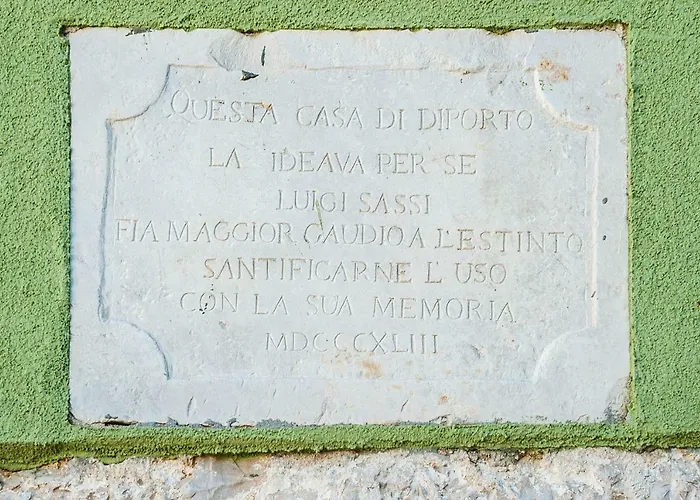 QUESTA CASA DI DIPORTO
LA IDEAVA PER SE
LUIGI SASSI
FIA MAGGIOR GAUDIO A L'ESTINTO
SANTIFICARNE L'USO
CON LA SUA MEMORIA
MDCCCXLIII